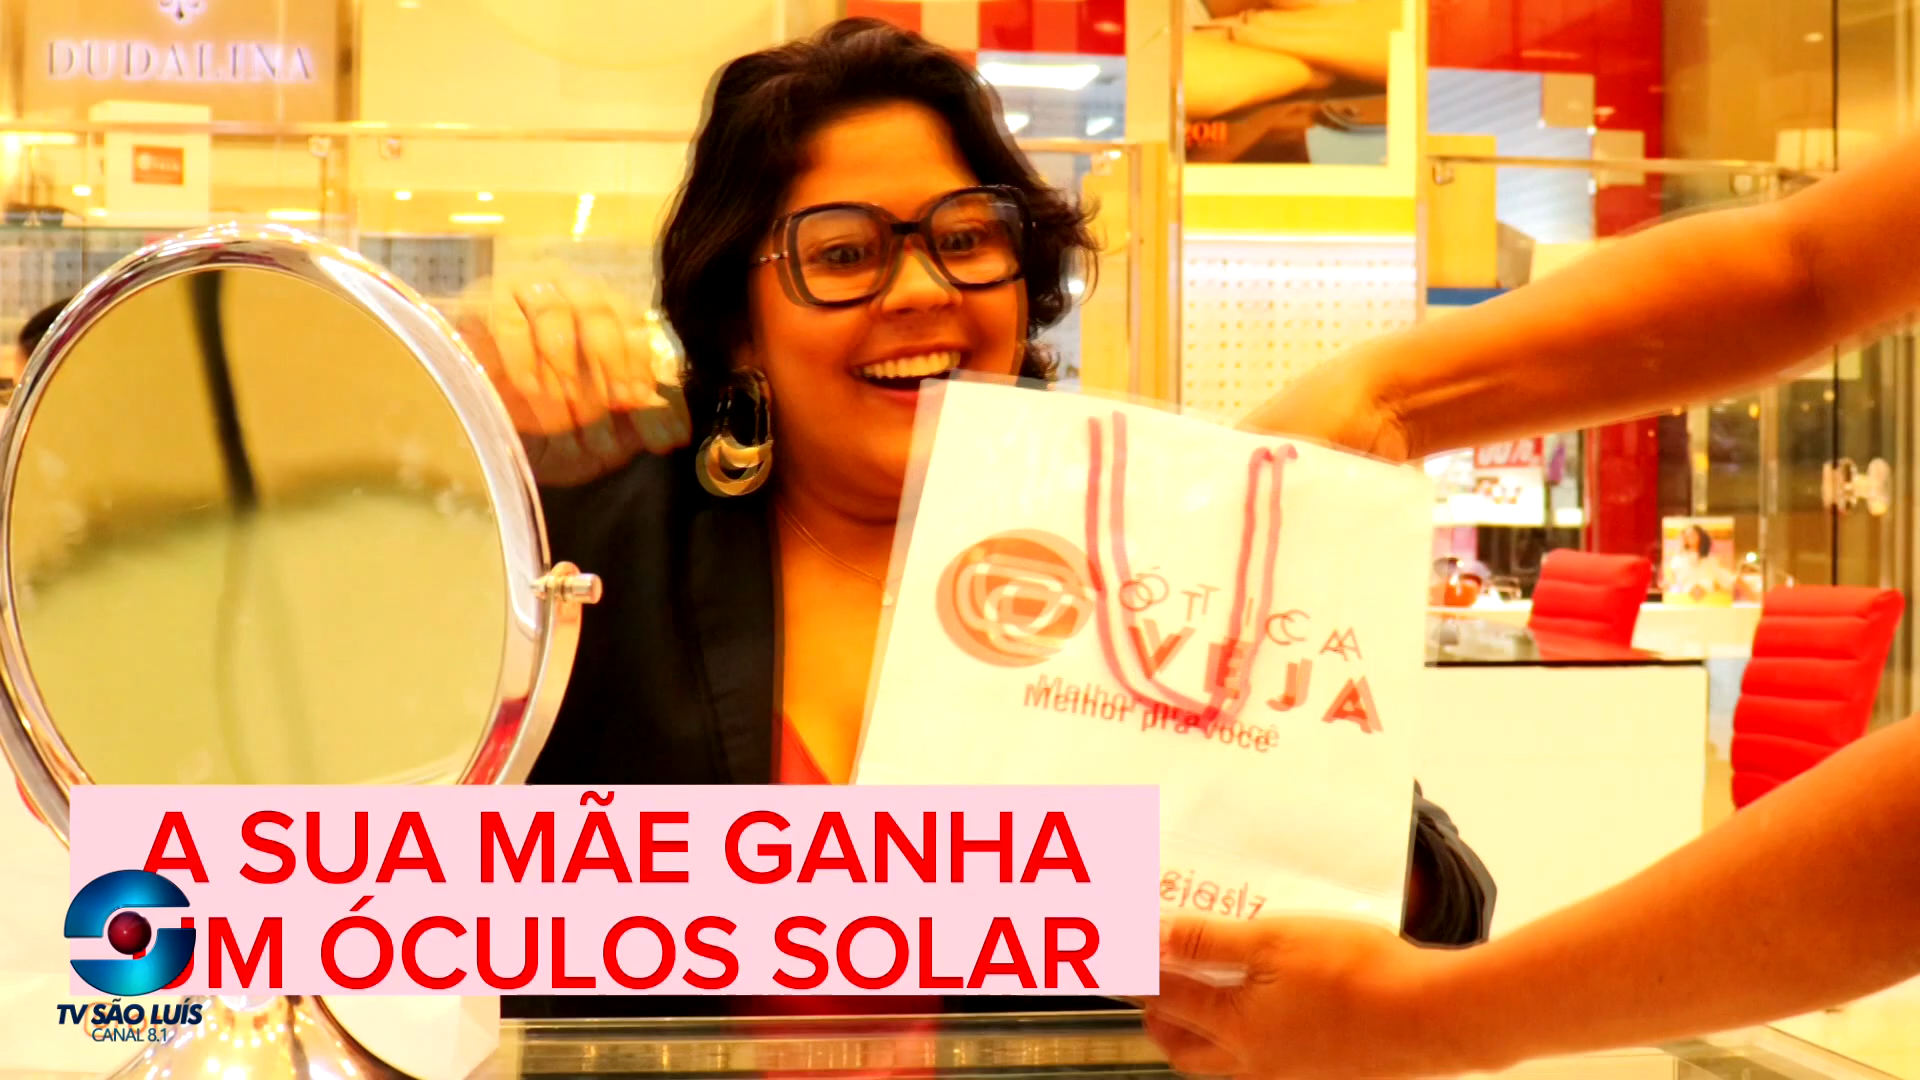 DUDALINA
ÓTICA
VEJA
Melhor pra você
A SUA MÃE GANHA
UM ÓCULOS SOLAR
TV SÃO LUÍS
CANAL 8.1